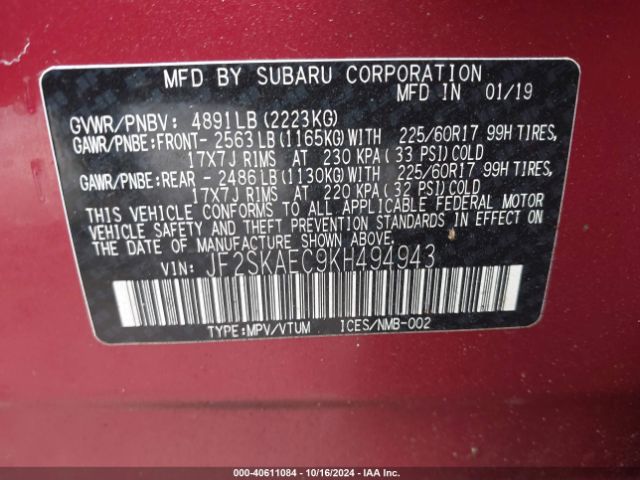 MFD BY SUBARU CORPORATION
MFD IN 01/19
GVWR/PNBV: 4891LB(2223KG)
GAWR/PNBE:FRONT- 2563LB(1165KG)WITH 225/60R17 99H TIRES,
17X7J RIMS AT 230 KPA(33 PSI)COLD
GAWR/PNBE:REAR - 2486LB(1130KG)WITH 225/60R17 99H TIRES,
17X7J RIMS AT 220 KPA(32 PSI)COLD
THIS VEHICLE CONFORMS TO ALL APPLICABLE FEDERAL MOTOR
VEHICLE SAFETY AND THEFT PREVENTION STANDARDS IN EFFECT ON
THE DATE OF MANUFACTURE SHOWN ABOVE.
VIN: JF2SKAEC9KH494943
TYPE:MPV/VTUM ICES/NMB-002
000-40611084 | 10/16/2024 | IAA Inc.